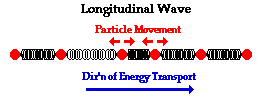 Longitudinal Wave
Particle Movement
Dir'n of Energy Transport